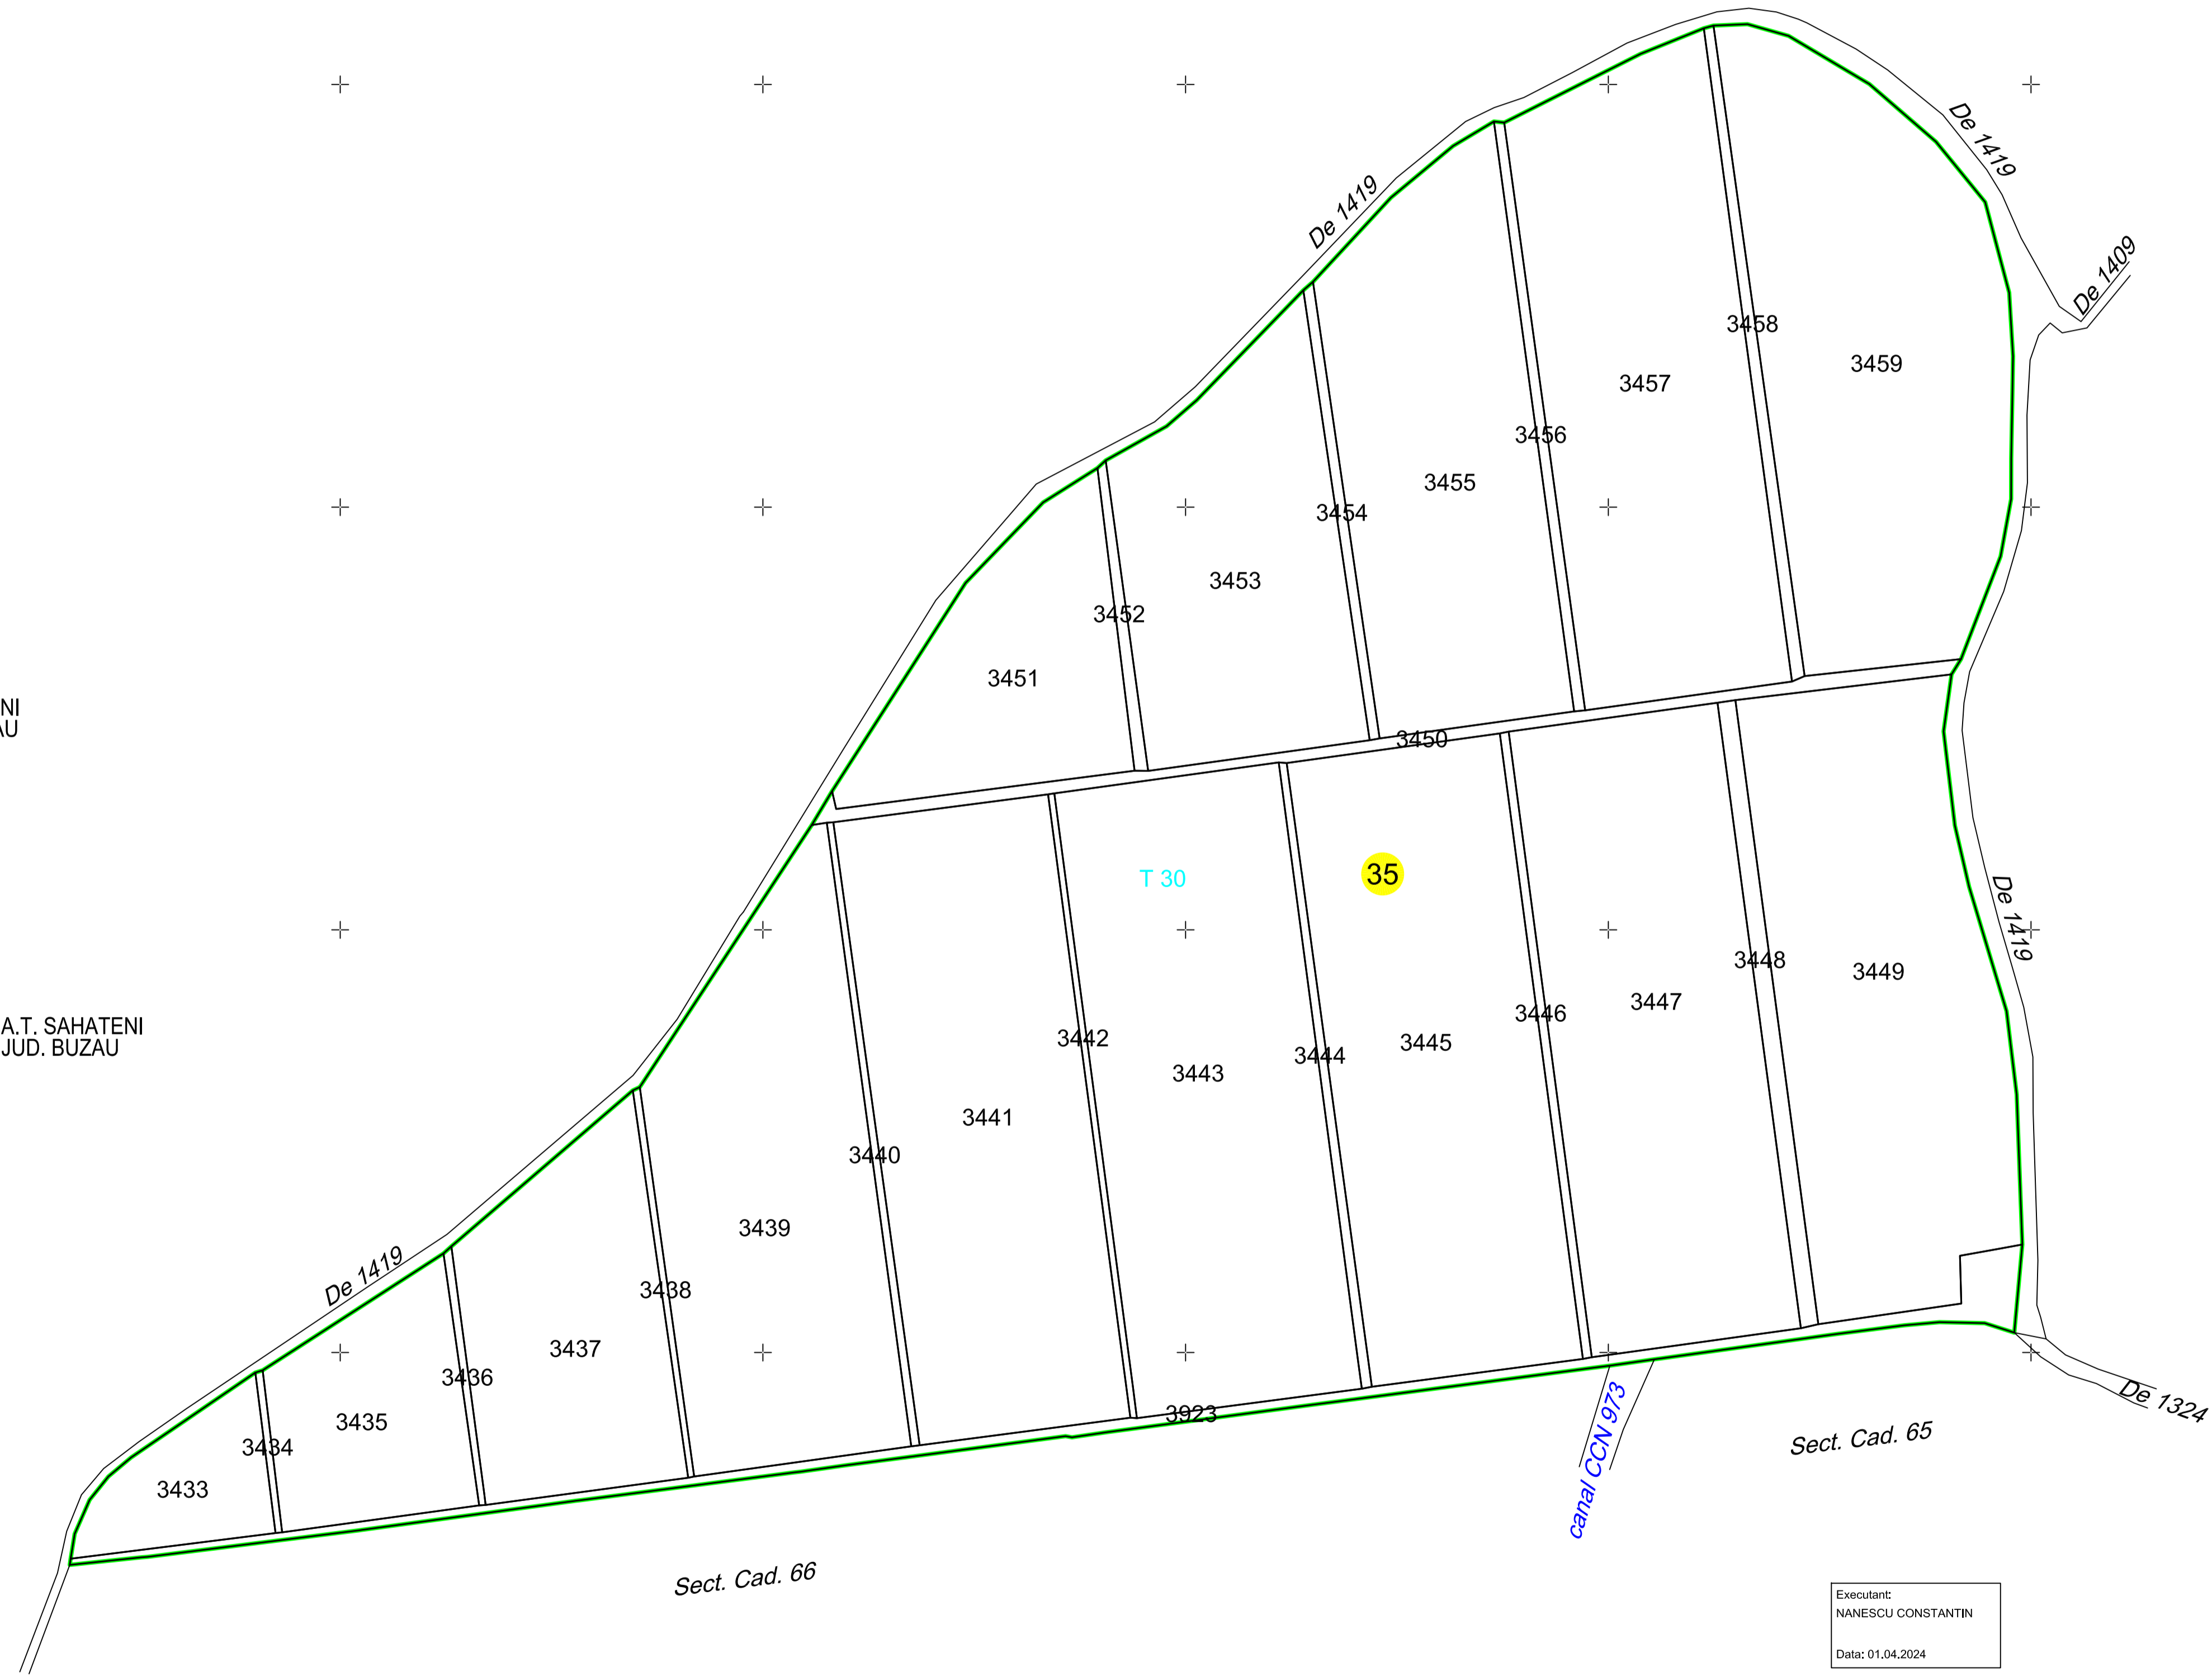 De 1419
De 1419
De 1409
3458
3459
3457
3456
3455
3454
3453
3452
3451
NI
AU
3450
T 30
35
De 1419
3448
3449
3447
3446
A.T. SAHATENI
JUD. BUZAU
3442
3445
3444
3443
3441
3440
3439
De 1419
3438
3437
3436
3435
3434
3433
3923
De 1324
canal CCN 973
Sect. Cad. 65
Sect. Cad. 66
Executant:
NANESCU CONSTANTIN
Data: 01.04.2024